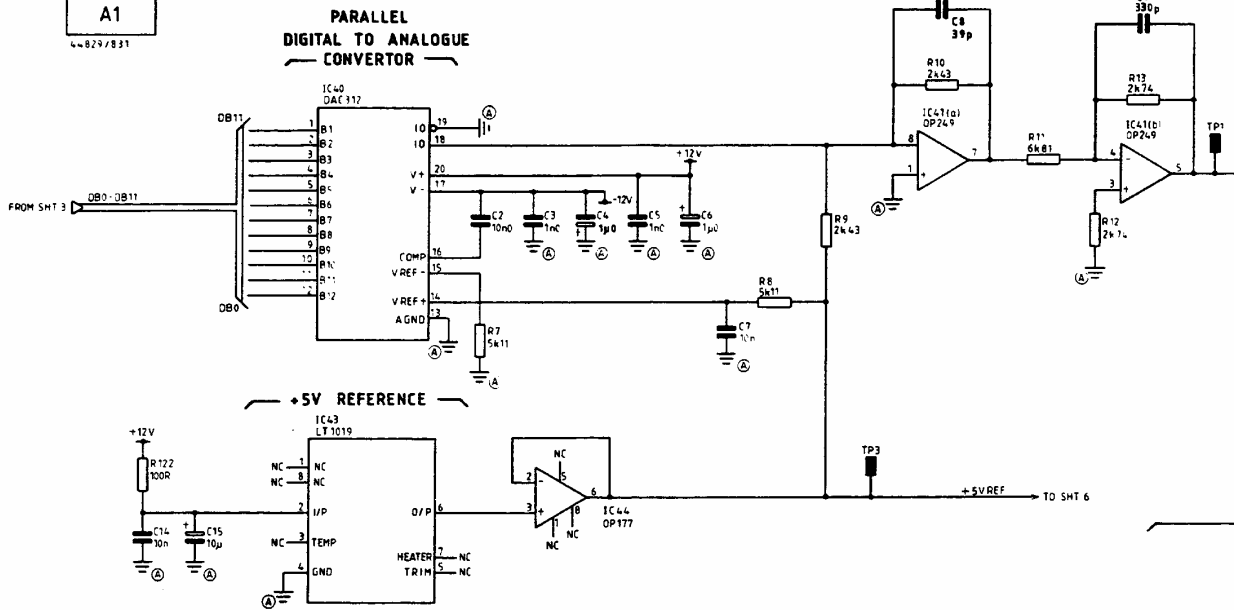 A1
44829/831
PARALLEL
DIGITAL TO ANALOGUE
CONVERTOR
IC40
DAC312
DB11
DB0
FROM SHT 3
DB0-DB11
1 B1
2 B2
3 B3
4 B4
5 B5
6 B6
7 B7
8 B8
9 B9
10 B10
11 B11
12 B12
IO 19
IO 18
V+ 20
V- 17
COMP 16
VREF- 15
VREF+ 14
AGND 13
A
+12V
-12V
C2
10n0
C3
1n0
C4
1µ0
C5
1n0
C6
1µ0
A
A
A
A
R7
5k11
A
A
C7
10n
A
R8
5k11
R9
2k43
C8
39p
R10
2k43
IC41(a)
OP249
8
1
+
7
A
R11
6k81
330p
R13
2k74
IC41(b)
OP249
4
-
3
+
5
R12
2k74
A
TP1
+5V REFERENCE
IC43
LT1019
+12V
R122
100R
C14
10n
C15
10µ
A
A
NC 1 NC
NC 8 NC
2 I/P
NC 3 TEMP
4 GND
A
O/P 6
HEATER 7 NC
TRIM 5 NC
2 -
3 +
NC
5
6
8
1
NC
NC
IC44
OP177
TP3
+5VREF
TO SHT 6